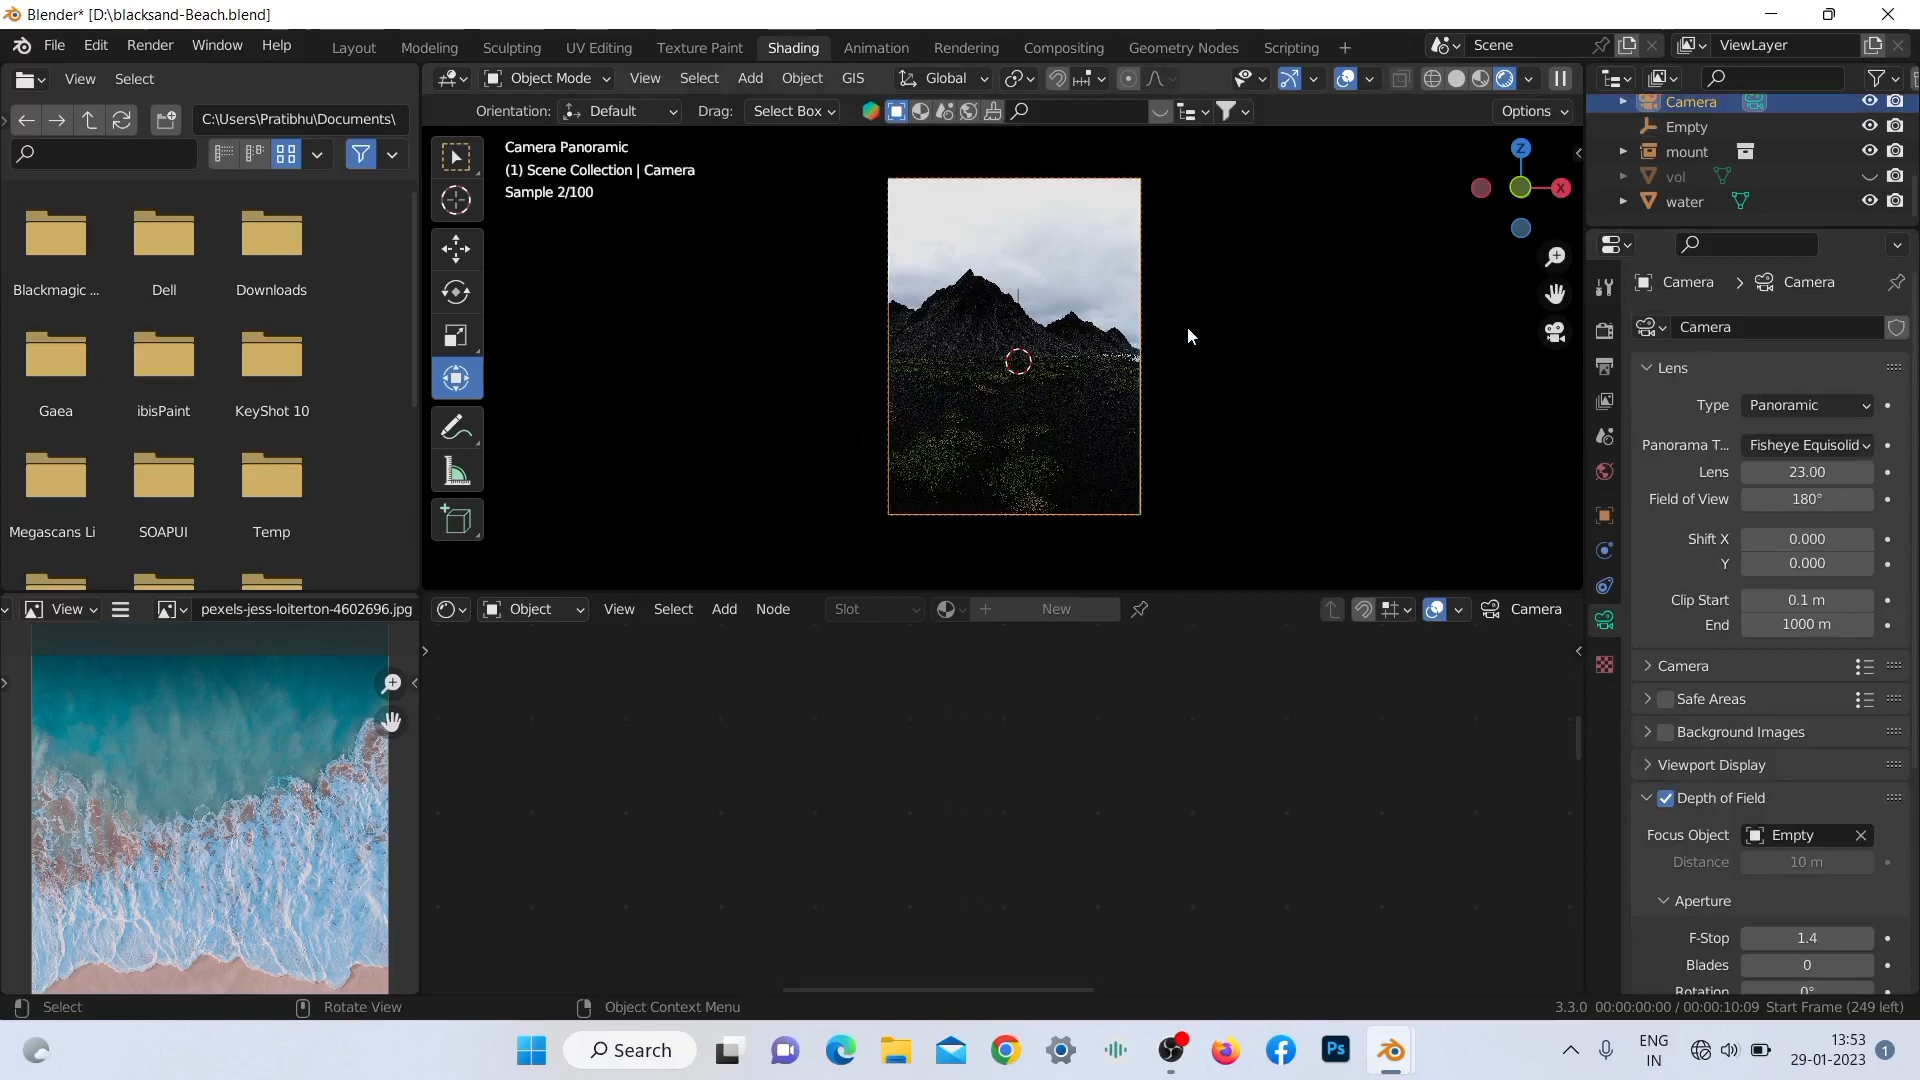 Blender* [D:\blacksand-Beach.blend]
File Edit Render Window Help Layout Modeling Sculpting UV Editing Texture Paint Shading Animation Rendering Compositing Geometry Nodes Scripting + Scene ViewLayer
View Select
Object Mode View Select Add Object GIS Global
C:\Users\Pratibhu\Documents\
Orientation: Default Drag: Select Box Options
Blackmagic ... Dell Downloads
Gaea ibisPaint KeyShot 10
Megascans Li SOAPUI Temp
Camera Panoramic
(1) Scene Collection | Camera
Sample 2/100
Z
X
Camera
Empty
mount
vol
water
Camera > Camera
Camera
Lens
Type Panoramic
Panorama T... Fisheye Equisolid
Lens 23.00
Field of View 180°
Shift X 0.000
Y 0.000
Clip Start 0.1 m
End 1000 m
Camera
Safe Areas
Background Images
Viewport Display
Depth of Field
Focus Object Empty
Distance 10 m
Aperture
F-Stop 1.4
Blades 0
Rotation 0°
View pexels-jess-loiterton-4602696.jpg
Object View Select Add Node Slot New Camera
Select Rotate View Object Context Menu 3.3.0 00:00:00:00 / 00:00:10:09 Start Frame (249 left)
Search
Ps
ENG
IN
13:53
29-01-2023
1